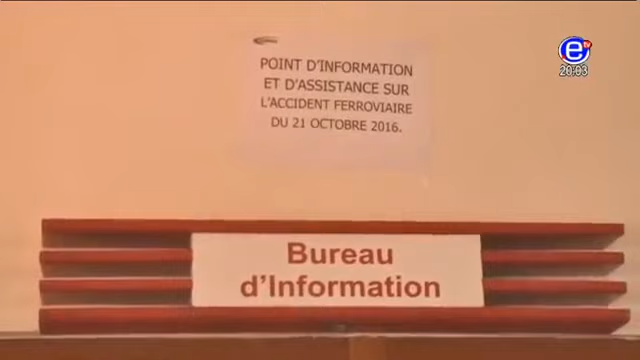 e
20:03
POINT D'INFORMATION
ET D'ASSISTANCE SUR
L'ACCIDENT FERROVIAIRE
DU 21 OCTOBRE 2016.
Bureau
d'Information